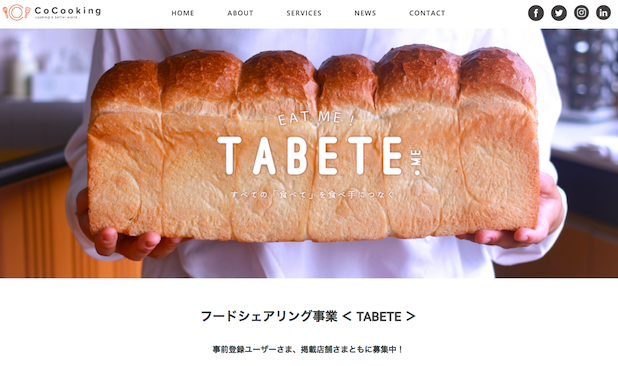 CoCooking
cooking a better world
HOME
ABOUT
SERVICES
NEWS
CONTACT
EAT ME !
TABETE.ME
すべての「食べて」を食べ手につなぐ
フードシェアリング事業 < TABETE >
事前登録ユーザーさま、掲載店舗さまともに募集中！